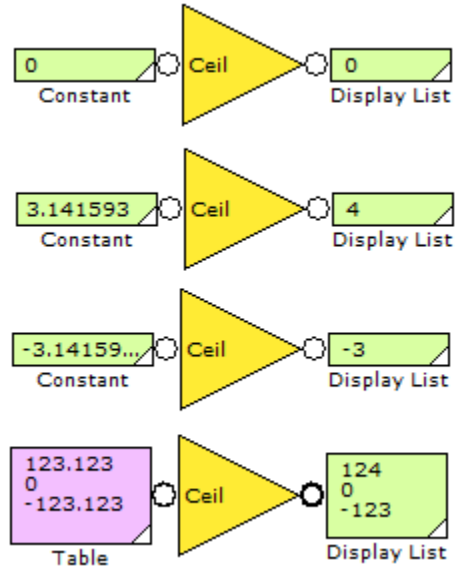 0 Ceil 0
Constant Display List
3.141593 Ceil 4
Constant Display List
-3.14159... Ceil -3
Constant Display List
123.123
0
-123.123
Ceil
124
0
-123
Table Display List